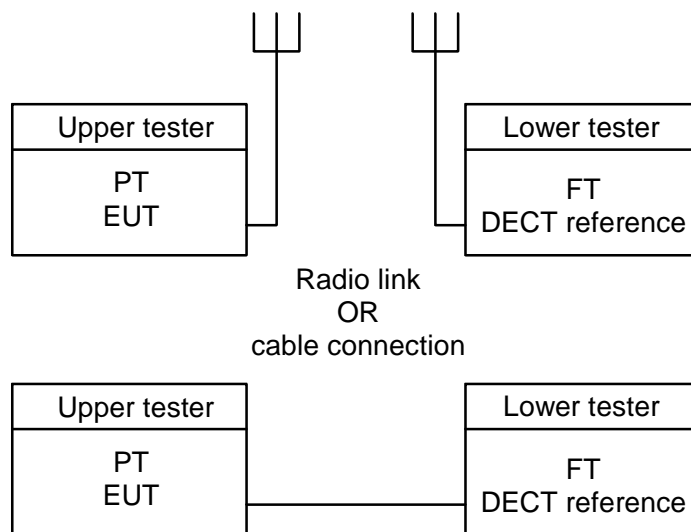 Upper tester
PT
EUT
Lower tester
FT
DECT reference
Radio link
OR
cable connection
Upper tester
PT
EUT
Lower tester
FT
DECT reference